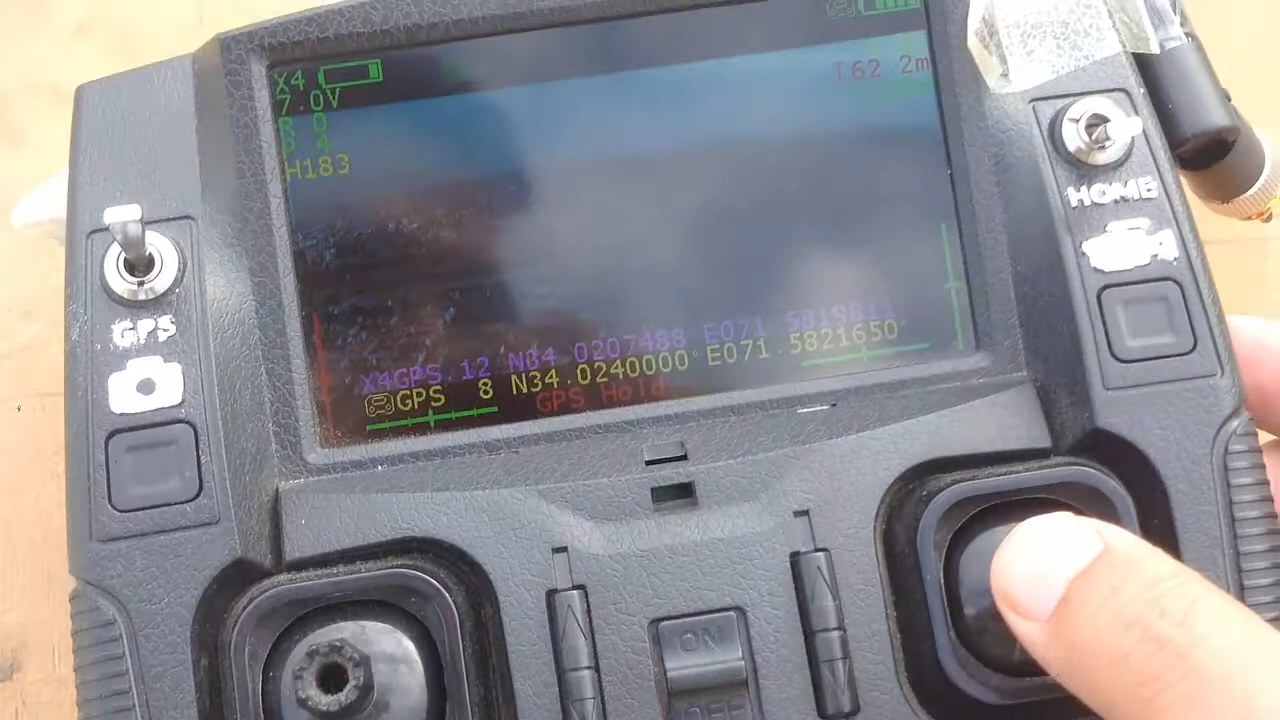 X4
7.0V
R 0
P 4
H183
62.2m
X4GPS 12 N34 0207488 E071
GPS 8 N34.0240000° E071.5821650°
GPS Hold
GPS
HOME
ON
OFF